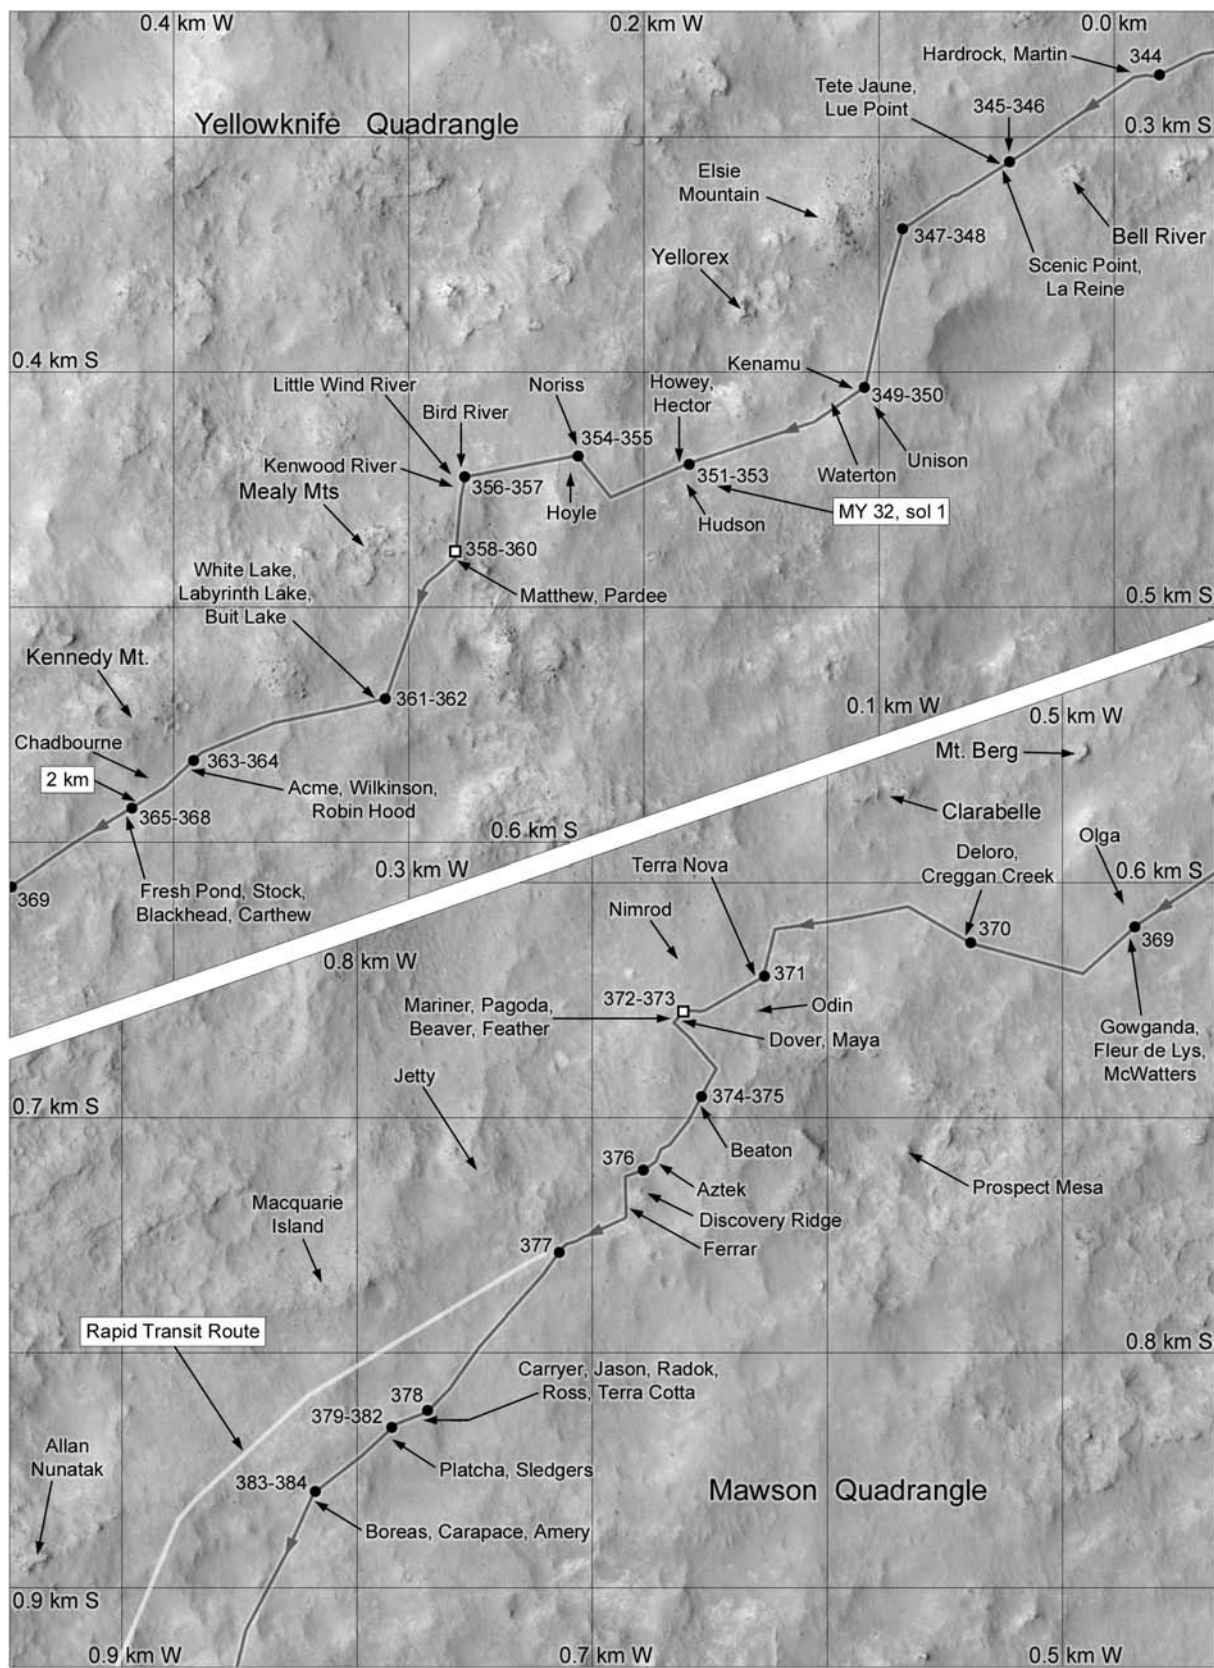 0.4 km W
0.2 km W
0.0 km
Hardrock, Martin
344
Tete Jaune,
Lue Point
345-346
Yellowknife Quadrangle
0.3 km S
Elsie
Mountain
347-348
Bell River
Yellorex
Scenic Point,
La Reine
0.4 km S
Kenamu
349-350
Little Wind River
Noriss
Howey,
Hector
Bird River
354-355
Unison
Kenwood River
Waterton
351-353
356-357
Mealy Mts
Hoyle
Hudson
MY 32, sol 1
358-360
White Lake,
Labyrinth Lake,
Buit Lake
Matthew, Pardee
0.5 km S
Kennedy Mt.
361-362
0.1 km W
0.5 km W
Chadbourne
363-364
Mt. Berg
2 km
Acme, Wilkinson,
Robin Hood
365-368
Clarabelle
0.6 km S
Olga
Deloro,
Creggan Creek
0.3 km W
Terra Nova
0.6 km S
369
Fresh Pond, Stock,
Blackhead, Carthew
Nimrod
370
369
0.8 km W
371
372-373
Mariner, Pagoda,
Beaver, Feather
Odin
Dover, Maya
Gowganda,
Fleur de Lys,
McWatters
Jetty
374-375
0.7 km S
Beaton
376
Aztek
Prospect Mesa
Macquarie
Island
Discovery Ridge
377
Ferrar
Rapid Transit Route
0.8 km S
Carryer, Jason, Radok,
Ross, Terra Cotta
378
379-382
Allan
Nunatak
Platcha, Sledgers
383-384
Mawson Quadrangle
Boreas, Carapace, Amery
0.9 km S
0.9 km W
0.7 km W
0.5 km W